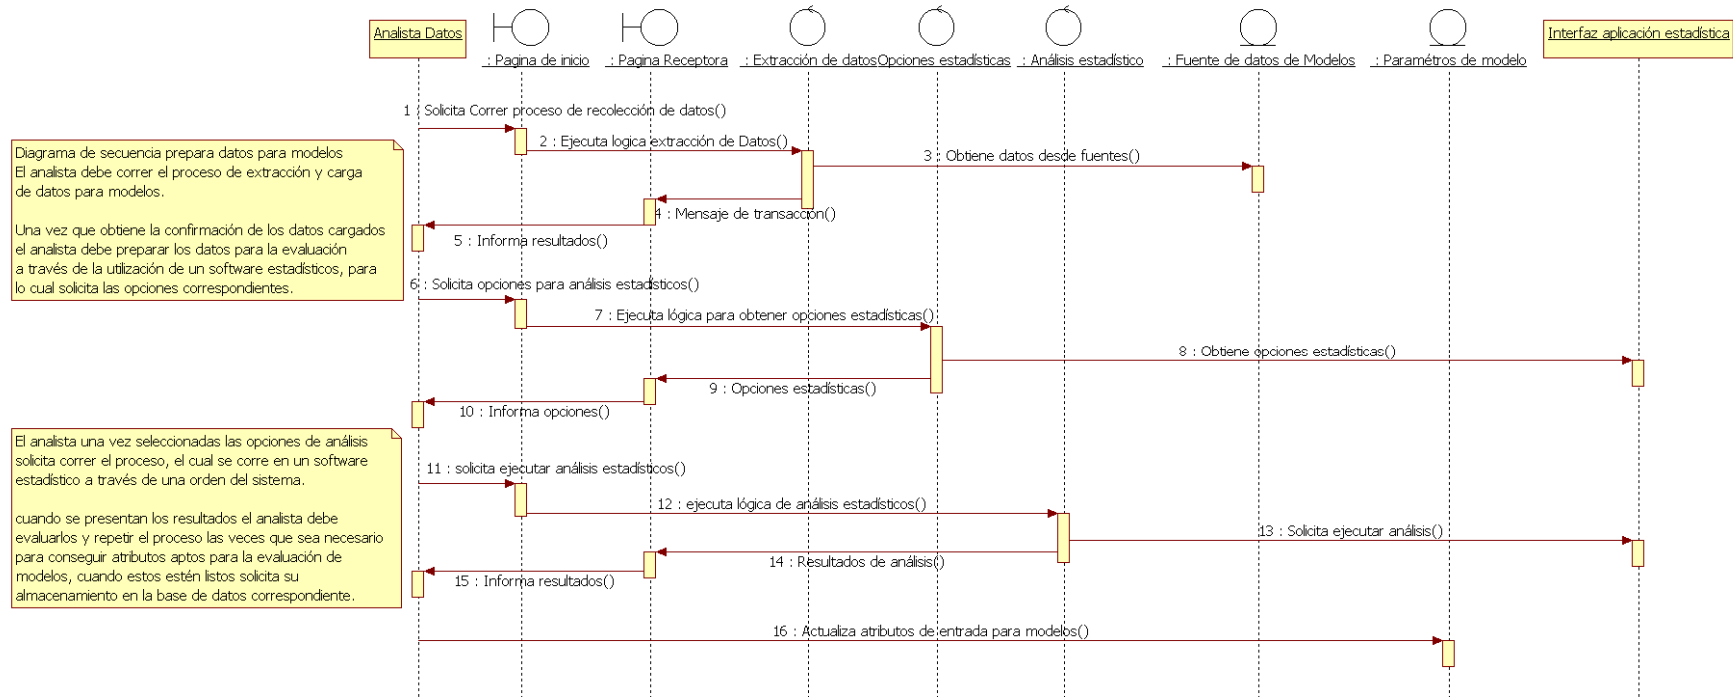 Analista Datos
: Pagina de inicio
: Pagina Receptora
: Extracción de datos
Opciones estadísticas
: Análisis estadístico
: Fuente de datos de Modelos
: Paramétros de modelo
Interfaz aplicación estadística
1 : Solicita Correr proceso de recolección de datos()
2 : Ejecuta logica extracción de Datos()
3 : Obtiene datos desde fuentes()
Diagrama de secuencia prepara datos para modelos
El analista debe correr el proceso de extracción y carga
de datos para modelos.
Una vez que obtiene la confirmación de los datos cargados
el analista debe preparar los datos para la evaluación
a través de la utilización de un software estadísticos, para
lo cual solicita las opciones correspondientes.
4 : Mensaje de transacción()
5 : Informa resultados()
6 : Solicita opciones para análisis estadísticos()
7 : Ejecuta lógica para obtener opciones estadísticas()
8 : Obtiene opciones estadísticas()
9 : Opciones estadísticas()
10 : Informa opciones()
El analista una vez seleccionadas las opciones de análisis
solicita correr el proceso, el cual se corre en un software
estadístico a través de una orden del sistema.
cuando se presentan los resultados el analista debe
evaluarlos y repetir el proceso las veces que sea necesario
para conseguir atributos aptos para la evaluación de
modelos, cuando estos estén listos solicita su
almacenamiento en la base de datos correspondiente.
11 : solicita ejecutar análisis estadísticos()
12 : ejecuta lógica de análisis estadísticos()
13 : Solicita ejecutar análisis()
14 : Resultados de análisis()
15 : Informa resultados()
16 : Actualiza atributos de entrada para modelos()